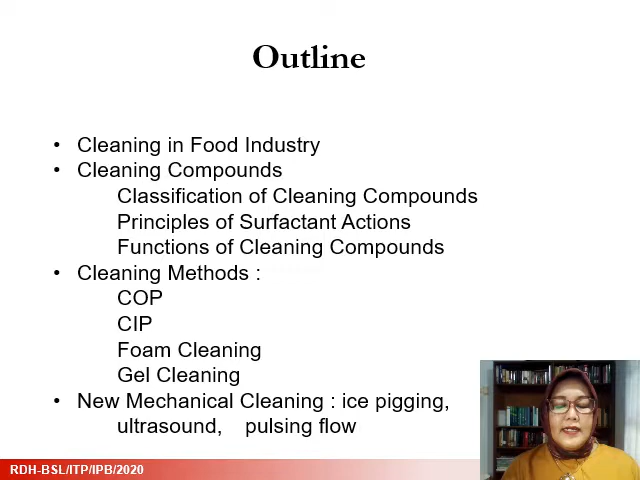 Outline
• Cleaning in Food Industry
• Cleaning Compounds
Classification of Cleaning Compounds
Principles of Surfactant Actions
Functions of Cleaning Compounds
• Cleaning Methods :
COP
CIP
Foam Cleaning
Gel Cleaning
• New Mechanical Cleaning : ice pigging,
ultrasound, pulsing flow
RDH-BSL/ITP/IPB/2020